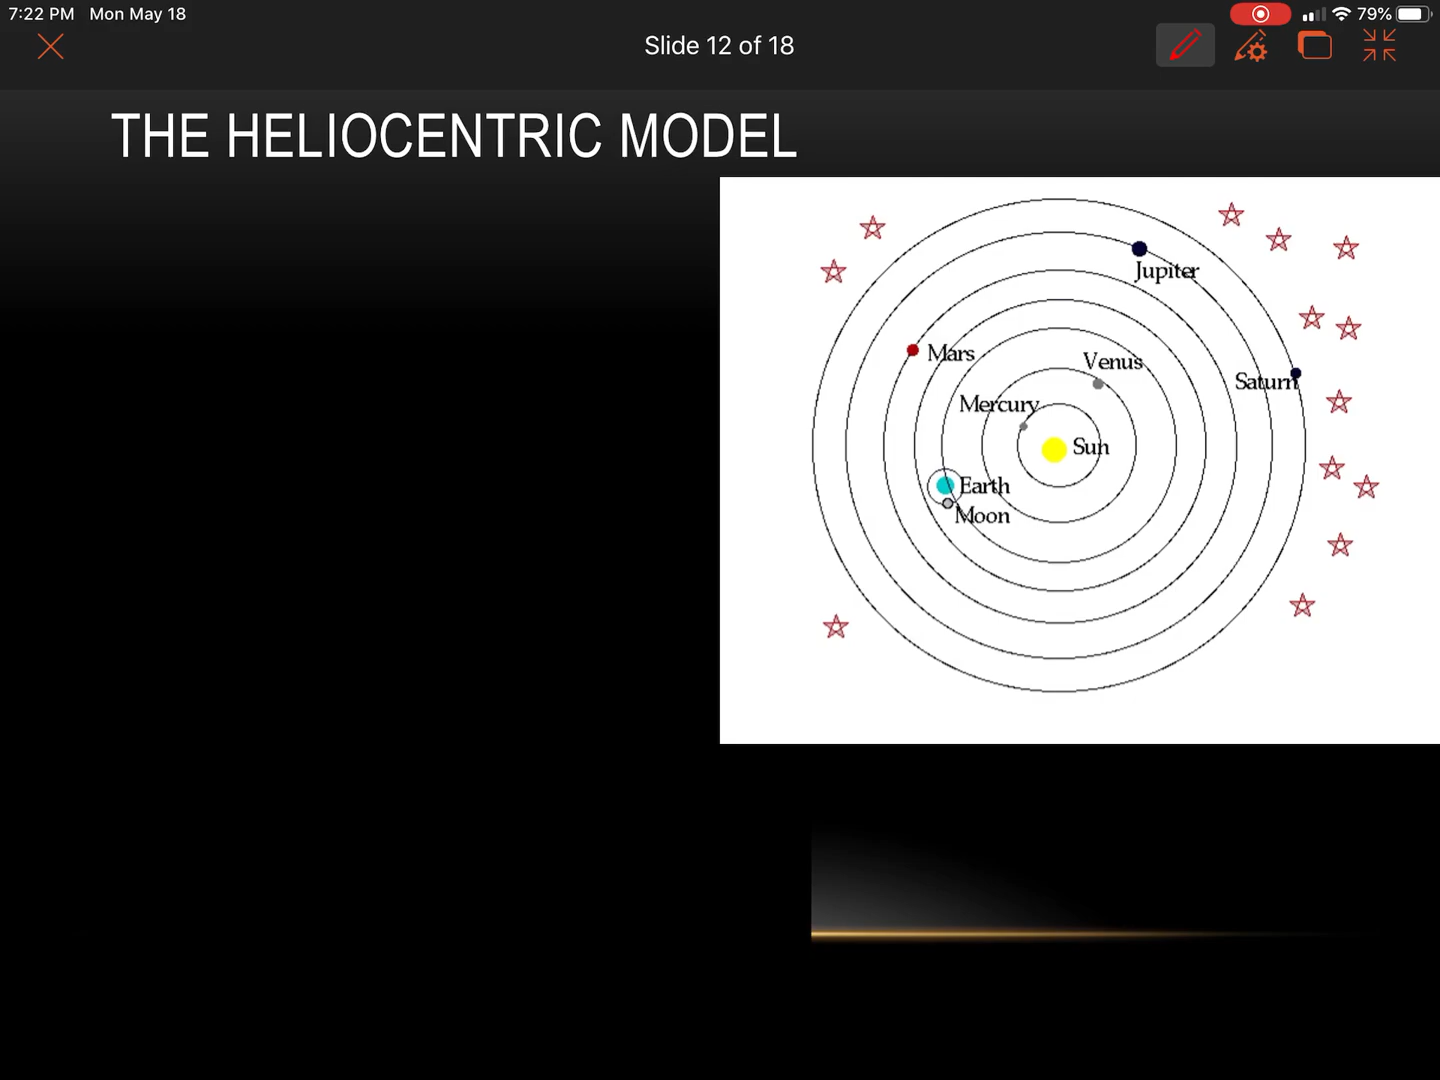 7:22 PM Mon May 18
79%
Slide 12 of 18
THE HELIOCENTRIC MODEL
Jupiter
Mars
Venus
Saturn
Mercury
Sun
Earth
Moon